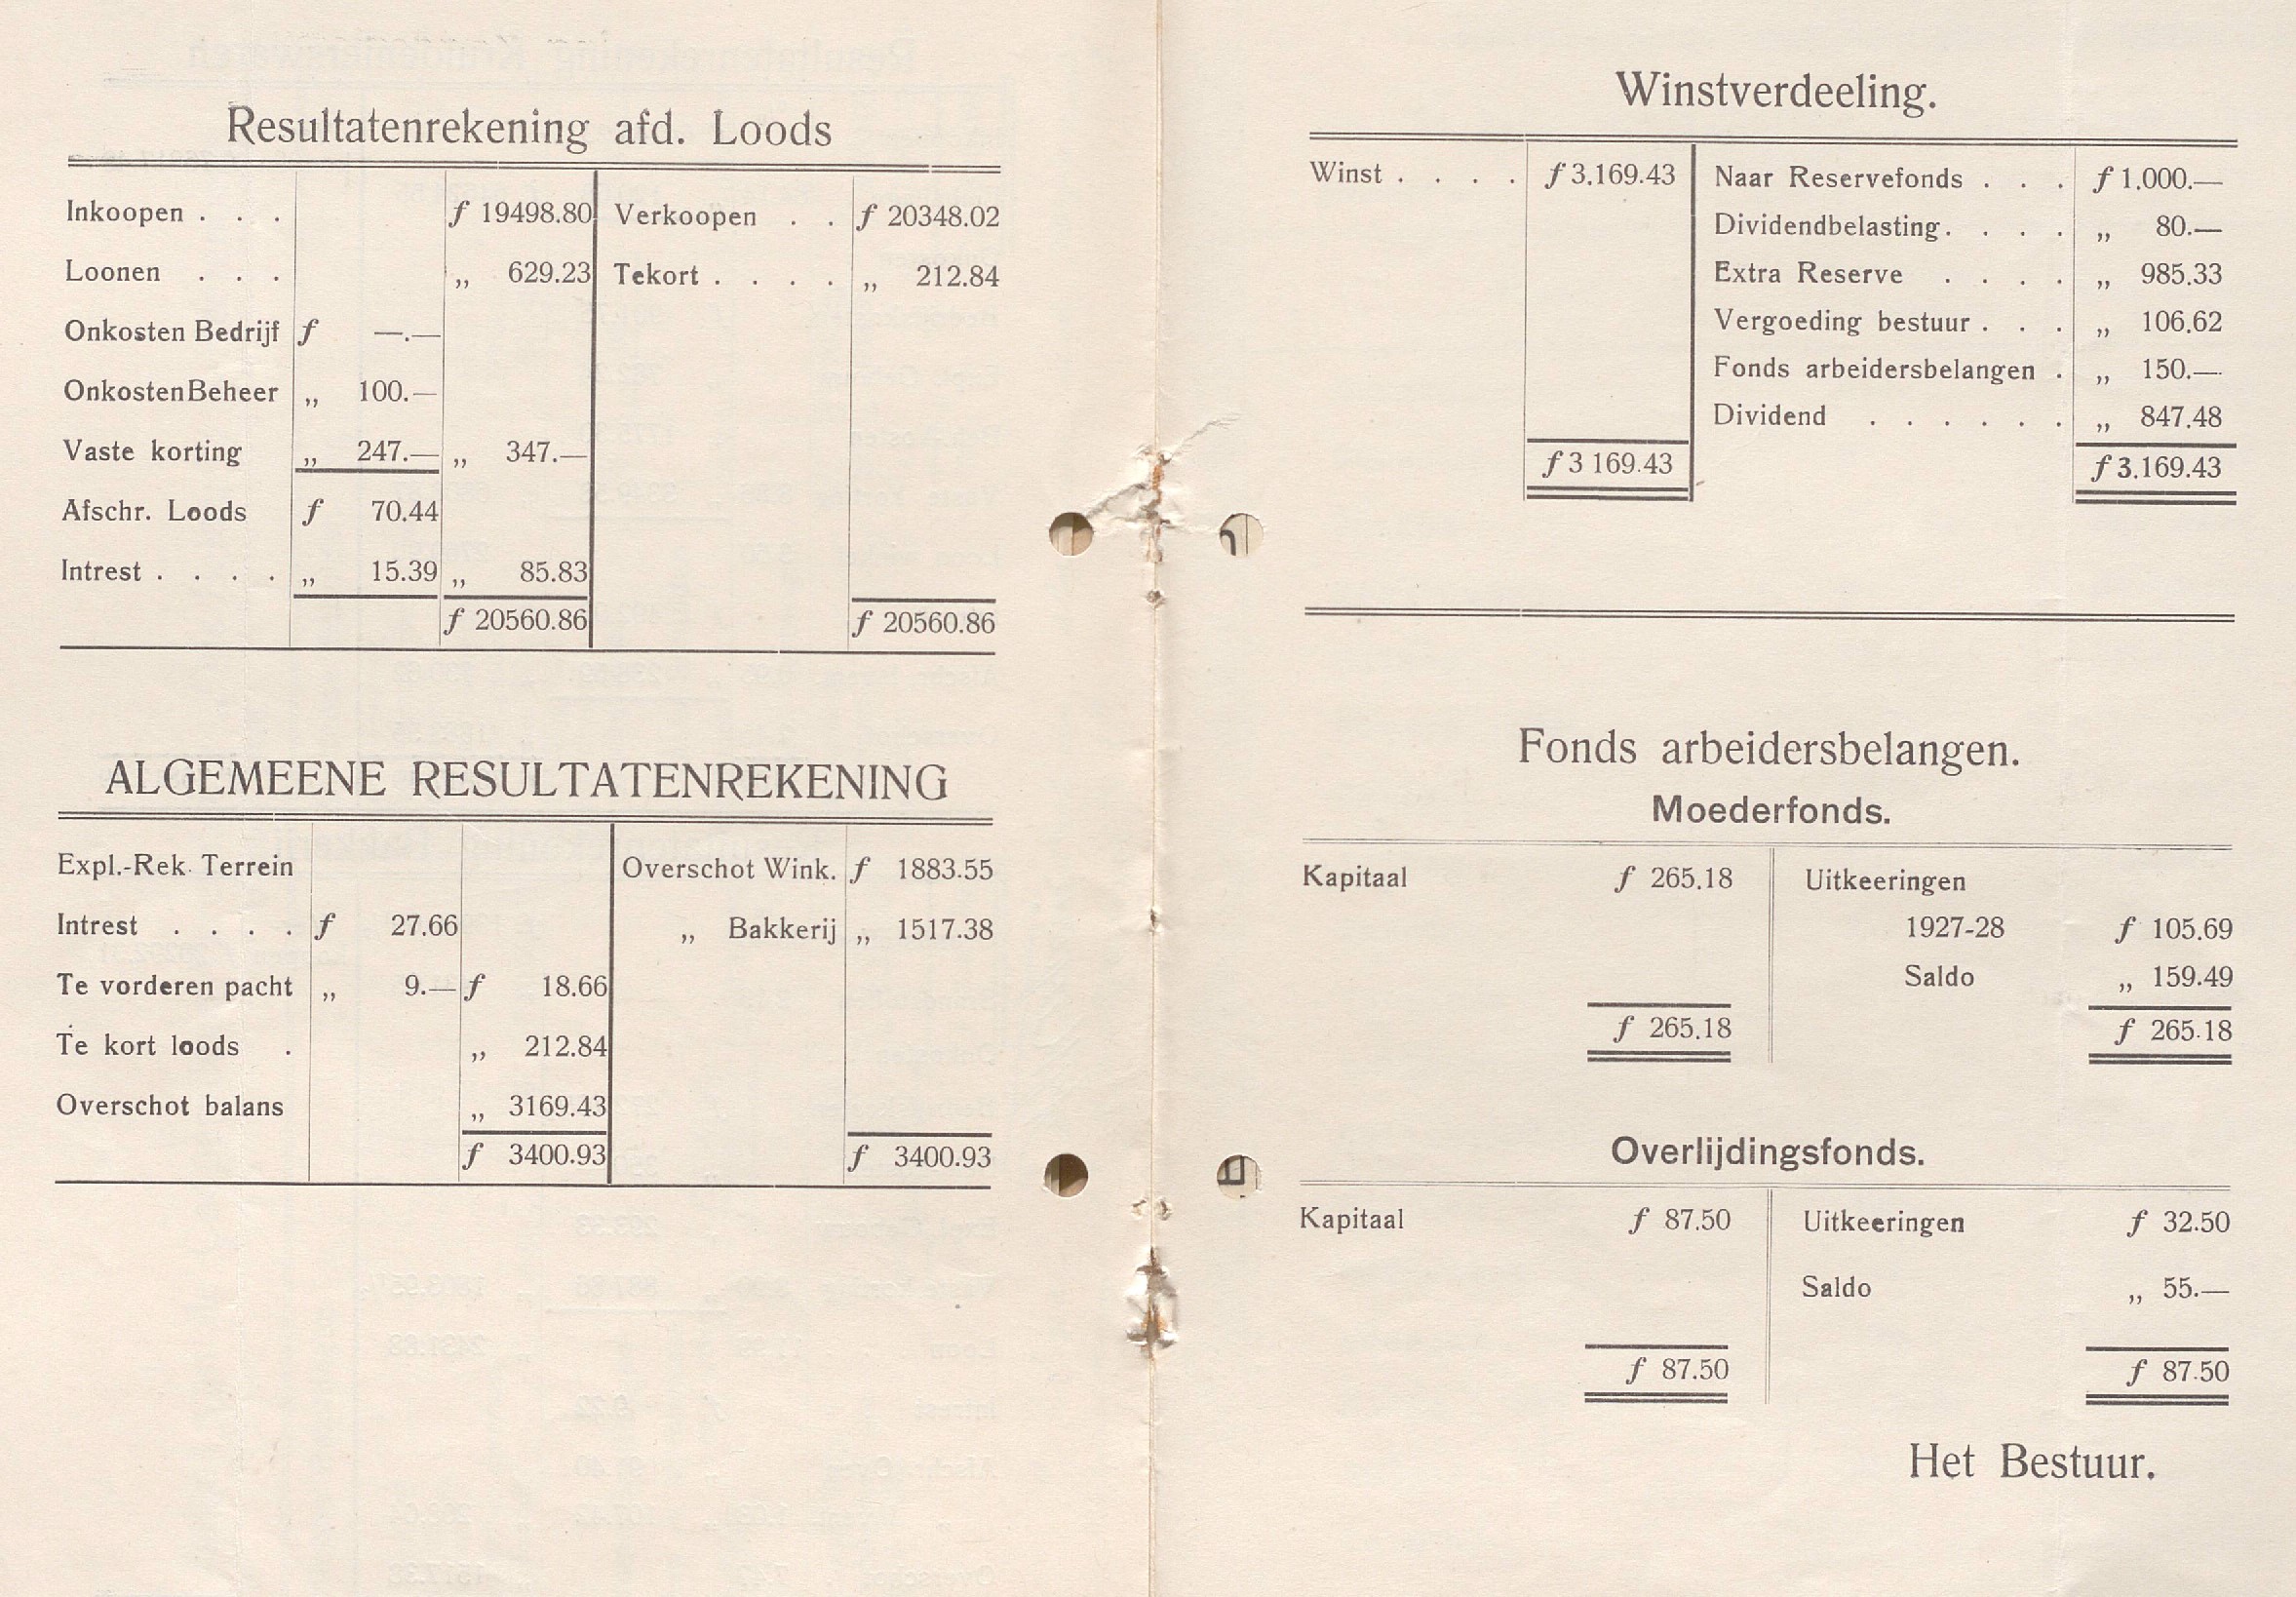 Resultatenrekening afd. Loods
Inkoopen . . . f 19498.80 Verkoopen . . f 20348.02
Loonen . . . „ 629.23 Tekort . . . . „ 212.84
Onkosten Bedrijf f —.—
Onkosten Beheer „ 100.—
Vaste korting „ 247.— „ 347.—
Afschr. Loods f 70.44
Intrest . . . . „ 15.39 „ 85.83
f 20560.86 f 20560.86
ALGEMEENE RESULTATENREKENING
Expl.-Rek. Terrein Overschot Wink. f 1883.55
Intrest . . . . f 27.66 „ Bakkerij „ 1517.38
Te vorderen pacht „ 9.— f 18.66
Te kort loods . „ 212.84
Overschot balans „ 3169.43
f 3400.93 f 3400.93
Winstverdeeling.
Winst . . . . f 3.169.43 Naar Reservefonds . . . f 1.000.—
Dividendbelasting . . . . „ 80.—
Extra Reserve . . . . „ 985.33
Vergoeding bestuur . . . „ 106.62
Fonds arbeidersbelangen . „ 150.—
Dividend . . . . . . „ 847.48
f 3 169.43 f 3.169.43
Fonds arbeidersbelangen.
Moederfonds.
Kapitaal f 265.18 Uitkeeringen
1927-28 f 105.69
Saldo „ 159.49
f 265.18 f 265.18
Overlijdingsfonds.
Kapitaal f 87.50 Uitkeeringen f 32.50
Saldo „ 55.—
f 87.50 f 87.50
Het Bestuur.